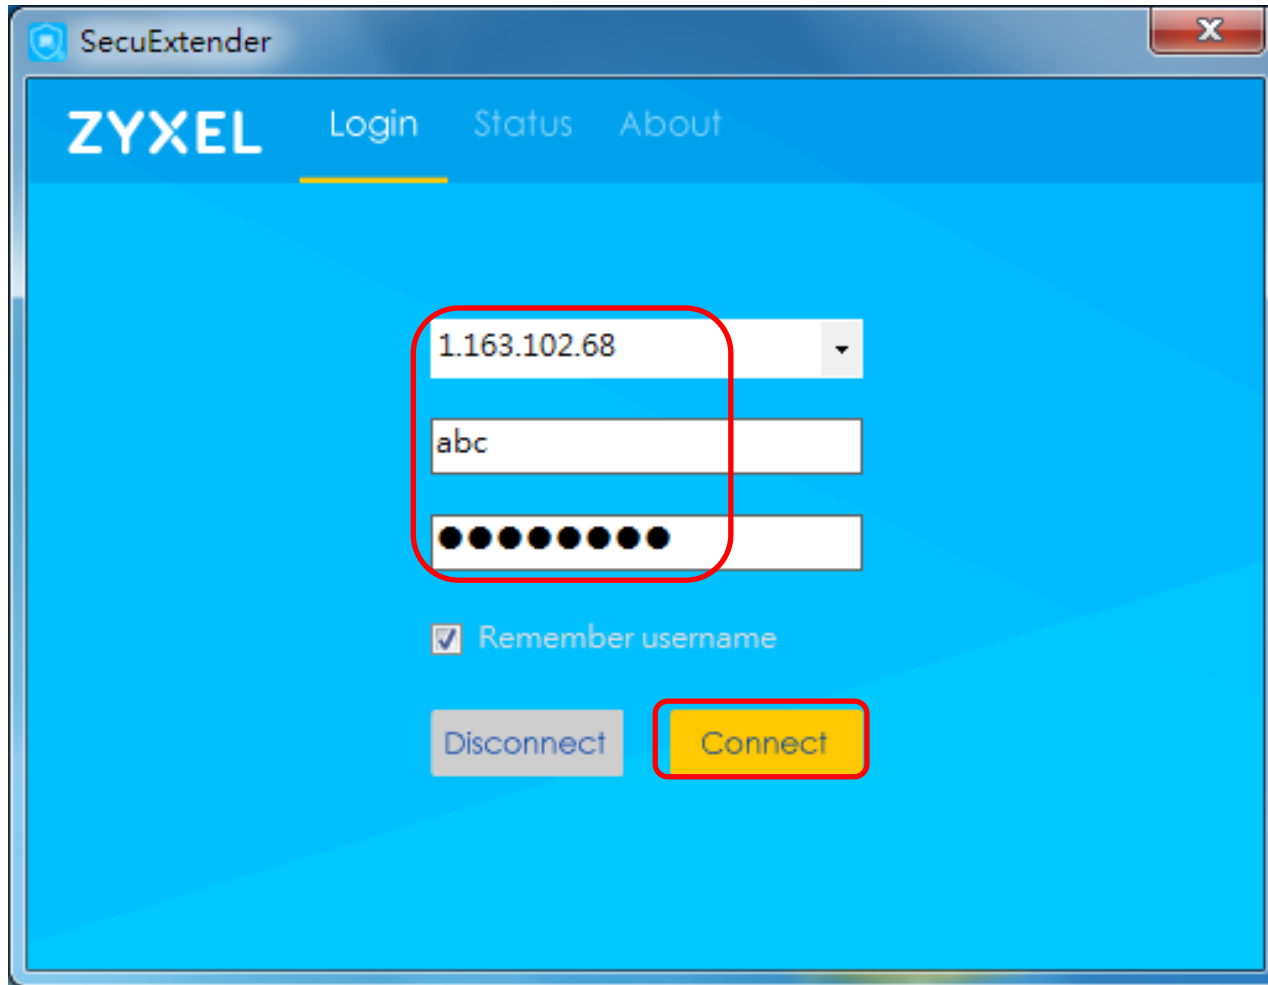 SecuExtender
ZYXEL Login Status About
1.163.102.68
abc
●●●●●●●●
Remember username
Disconnect Connect